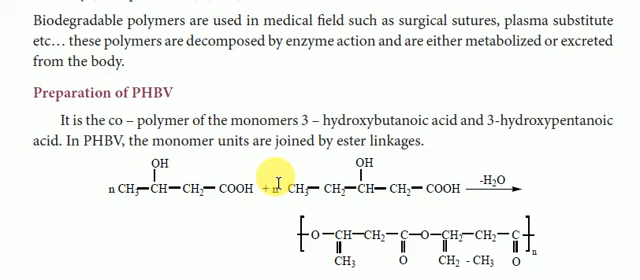 Biodegradable polymers are used in medical field such as surgical sutures, plasma substitute
etc... these polymers are decomposed by enzyme action and are either metabolized or excreted
from the body.
Preparation of PHBV
It is the co – polymer of the monomers 3 – hydroxybutanoic acid and 3-hydroxypentanoic
acid. In PHBV, the monomer units are joined by ester linkages.
OH OH
n CH₃–CH–CH₂–COOH + n CH₃–CH₂–CH–CH₂–COOH -H₂O
[O–CH–CH₂–C–O–CH₂–CH₂–C]n
CH₃ O CH₂ - CH₃ O